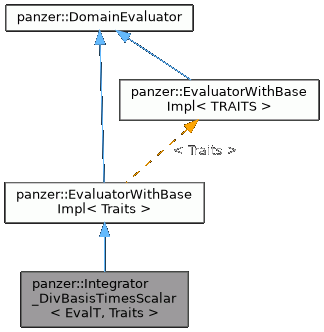 panzer::DomainEvaluator
panzer::EvaluatorWithBase
Impl< TRAITS >
< Traits >
panzer::EvaluatorWithBase
Impl< Traits >
panzer::Integrator
_DivBasisTimesScalar
< EvalT, Traits >